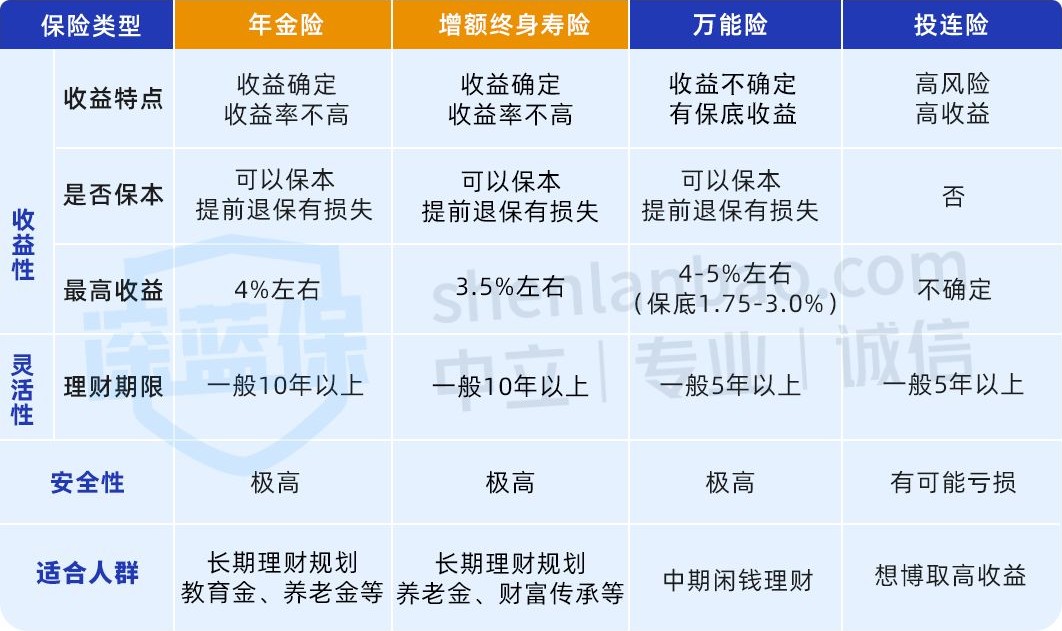 保险类型 年金险 增额终身寿险 万能险 投连险
收益性
收益特点
收益确定
收益率不高
收益确定
收益率不高
收益不确定
有保底收益
高风险
高收益
是否保本
可以保本
提前退保有损失
可以保本
提前退保有损失
可以保本
提前退保有损失
否
最高收益
4%左右
3.5%左右
4-5%左右
(保底1.75-3.0%)
不确定
灵活性
理财期限
一般10年以上
一般10年以上
一般5年以上
一般5年以上
安全性
极高
极高
极高
有可能亏损
适合人群
长期理财规划
教育金、养老金等
长期理财规划
养老金、财富传承等
中期闲钱理财
想博取高收益
深蓝保
shenlanbao.com
中立|专业|诚信